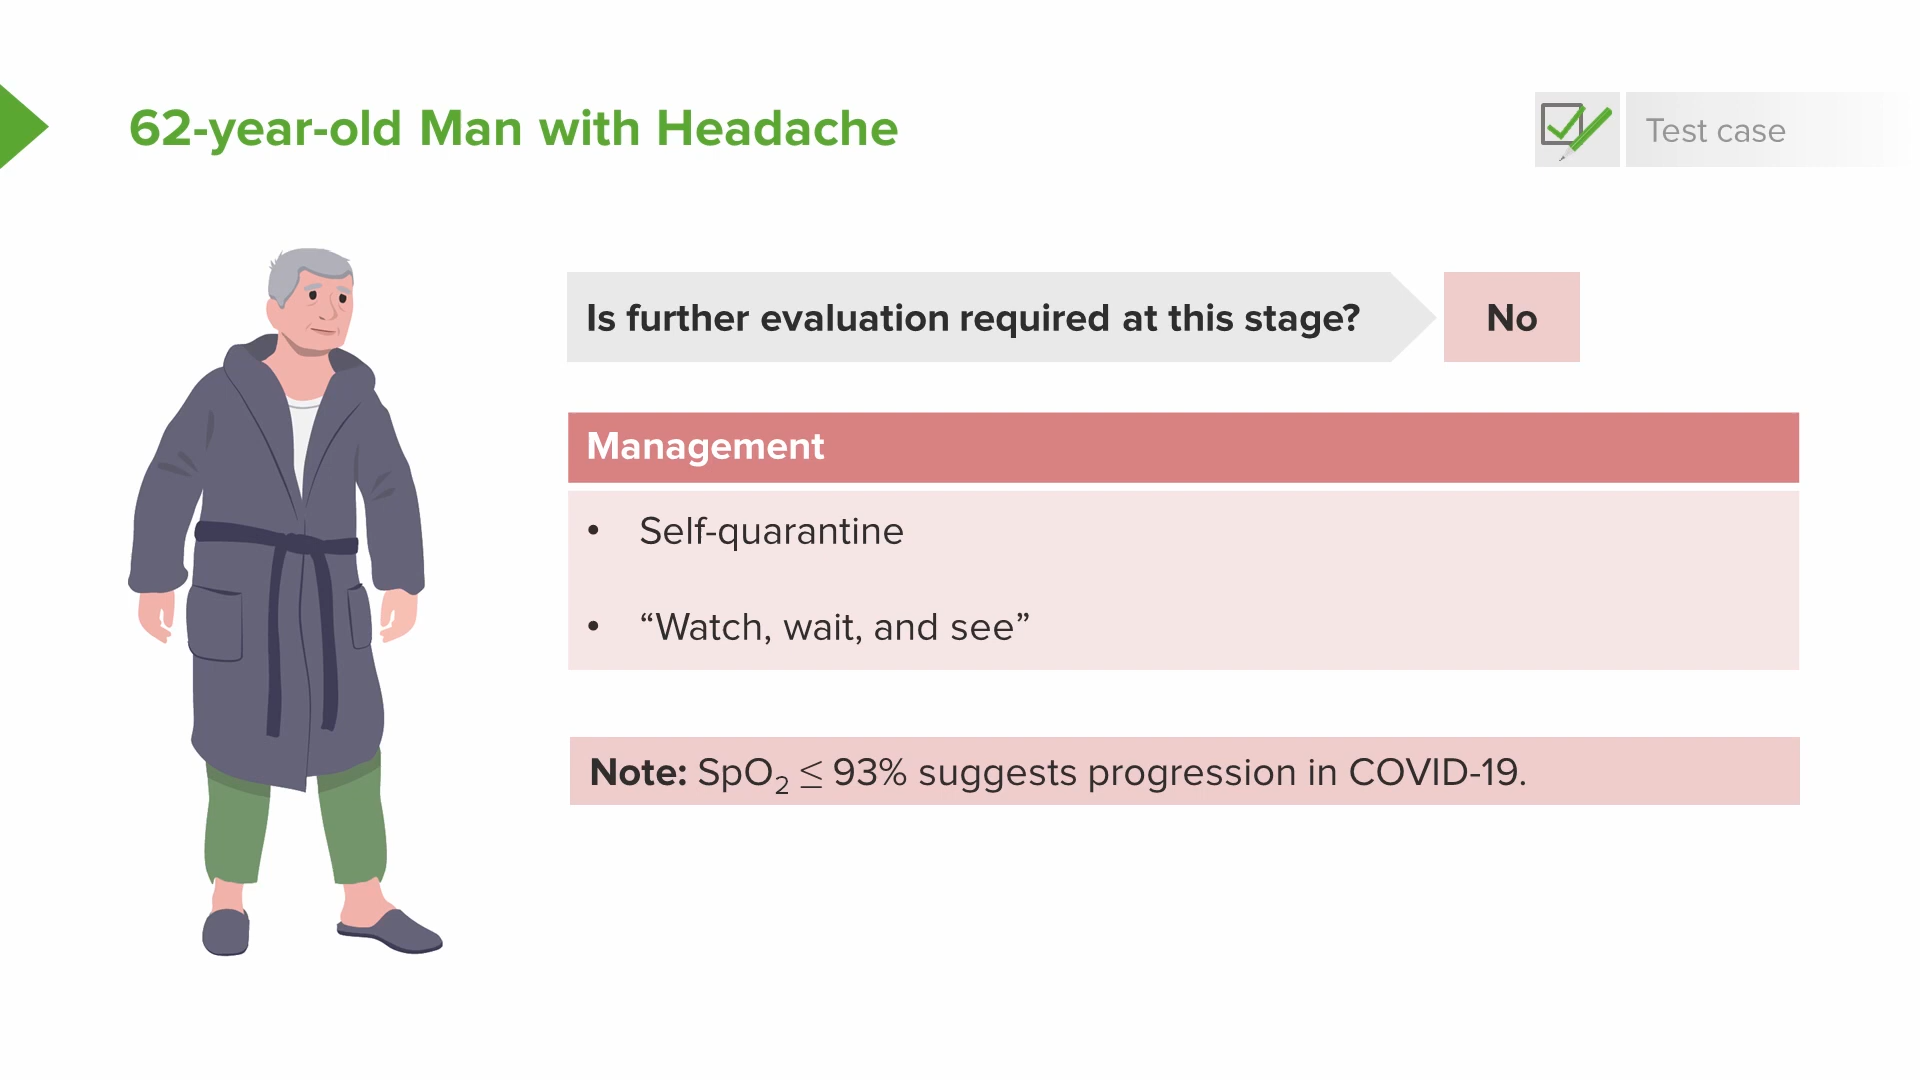 62-year-old Man with Headache
Test case
Is further evaluation required at this stage?
No
Management
• Self-quarantine
• “Watch, wait, and see”
Note: SpO₂ ≤ 93% suggests progression in COVID-19.